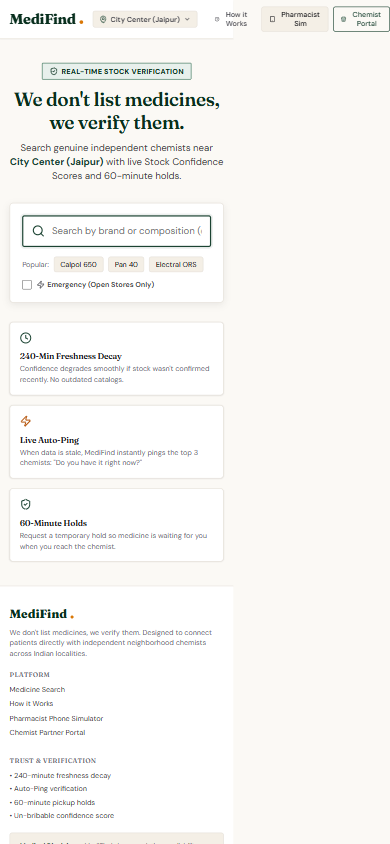 MediFind.
City Center (Jaipur)
How it Works
Pharmacist Sim
Chemist Portal
REAL-TIME STOCK VERIFICATION
We don't list medicines,
we verify them.
Search genuine independent chemists near
City Center (Jaipur) with live Stock Confidence
Scores and 60-minute holds.
Search by brand or composition (
Popular: Calpol 650 Pan 40 Electral ORS
Emergency (Open Stores Only)
240-Min Freshness Decay
Confidence degrades smoothly if stock wasn't confirmed
recently. No outdated catalogs.
Live Auto-Ping
When data is stale, MediFind instantly pings the top 3
chemists: "Do you have it right now?"
60-Minute Holds
Request a temporary hold so medicine is waiting for you
when you reach the chemist.
MediFind.
We don't list medicines, we verify them. Designed to connect
patients directly with independent neighborhood chemists
across Indian localities.
PLATFORM
Medicine Search
How it Works
Pharmacist Phone Simulator
Chemist Partner Portal
TRUST & VERIFICATION
• 240-minute freshness decay
• Auto-Ping verification
• 60-minute pickup holds
• Un-bribable confidence score